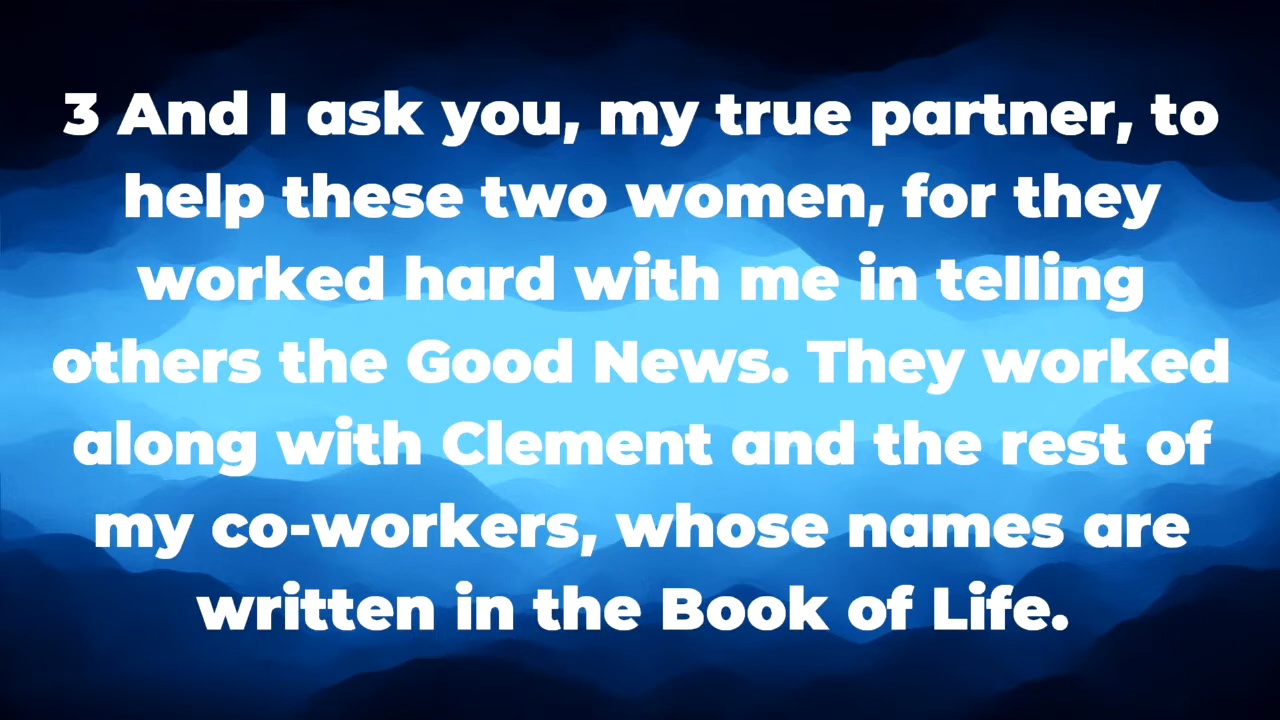 3 And I ask you, my true partner, to
help these two women, for they
worked hard with me in telling
others the Good News. They worked
along with Clement and the rest of
my co-workers, whose names are
written in the Book of Life.